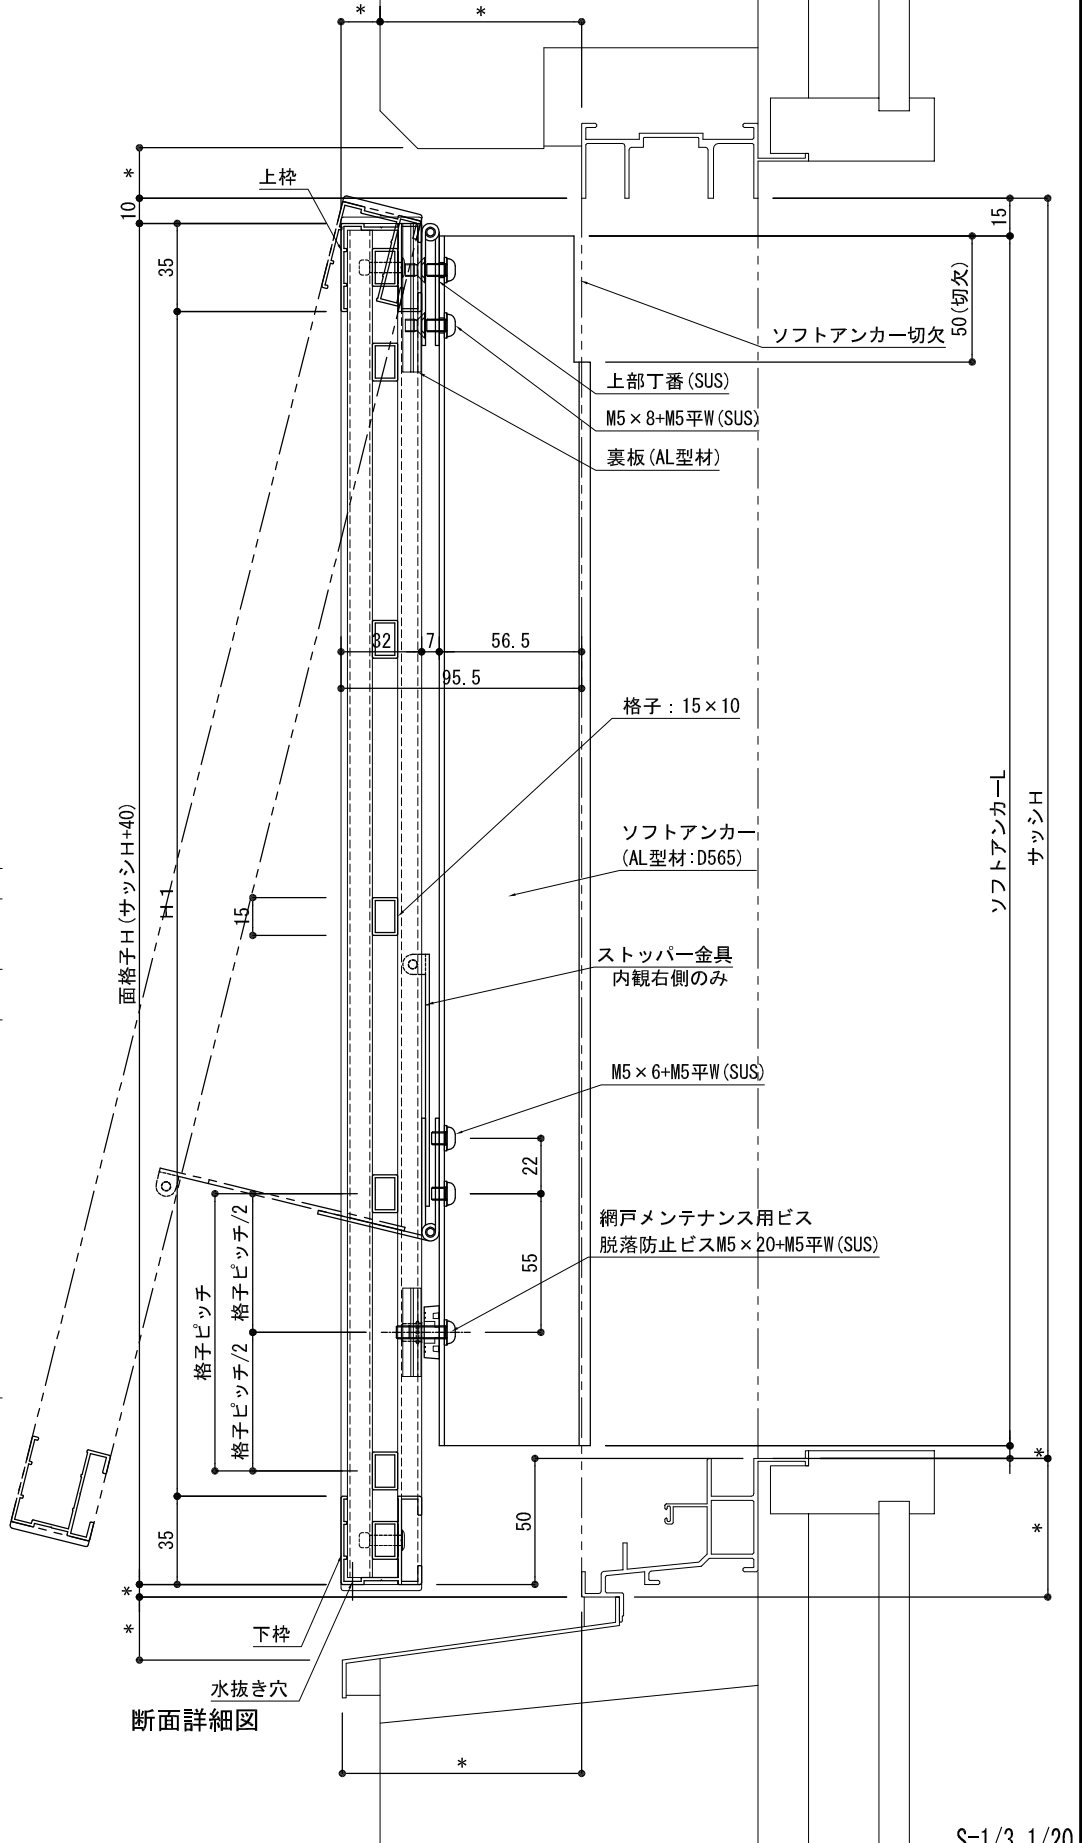 *
*
*
上枠
10
15
35
50(切欠)
ソフトアンカー切欠
上部丁番(SUS)
M5×8+M5平W(SUS)
裏板(AL型材)
32
7
56.5
95.5
格子：15×10
ソフトアンカーL
サッシH
面格子H(サッシH+40)
H1
ソフトアンカー
(AL型材:D565)
15
ストッパー金具
内観右側のみ
M5×6+M5平W(SUS)
22
格子ピッチ/2
網戸メンテナンス用ビス
脱落防止ビスM5×20+M5平W(SUS)
55
格子ピッチ
格子ピッチ/2
*
50
*
35
*
*
下枠
水抜き穴
断面詳細図
*
S=1/3,1/20